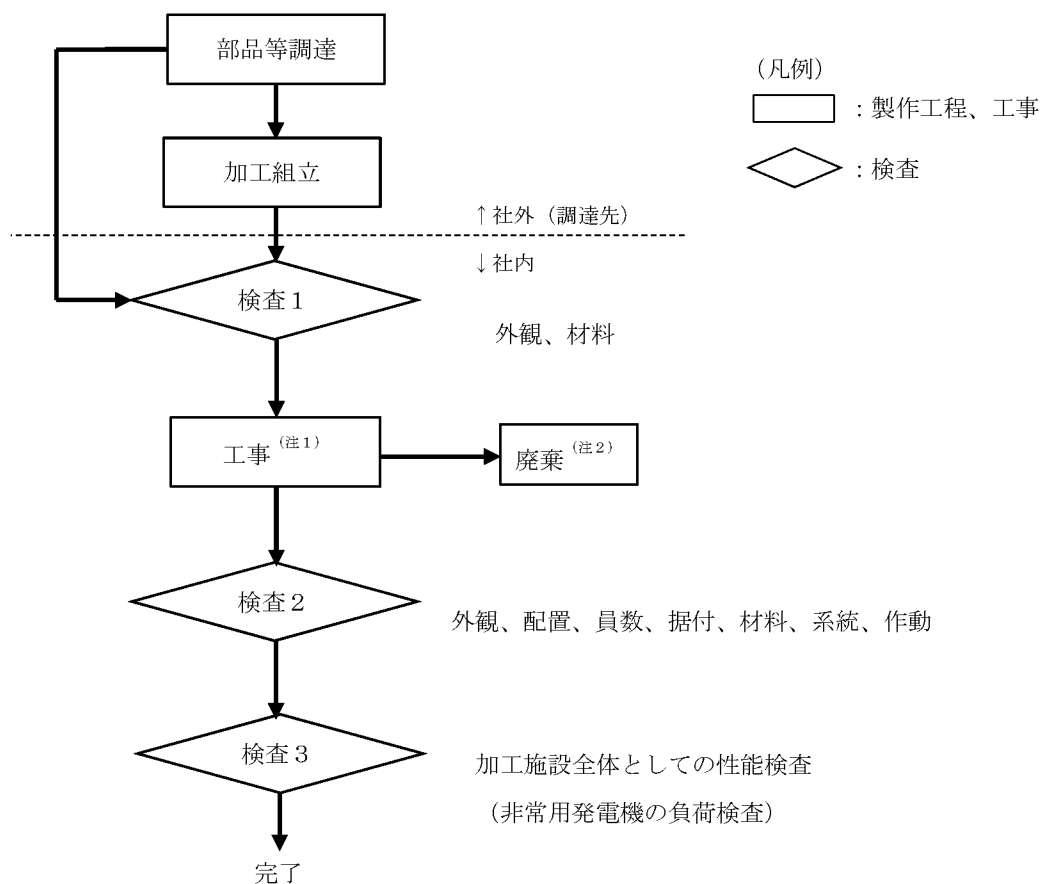 部品等調達
(凡例)
:製作工程、工事
加工組立
:検査
↑社外(調達先)
↓社内
検査1
外観、材料
工事(注1)
廃棄(注2)
検査2
外観、配置、員数、据付、材料、系統、作動
検査3
加工施設全体としての性能検査
(非常用発電機の負荷検査)
完了